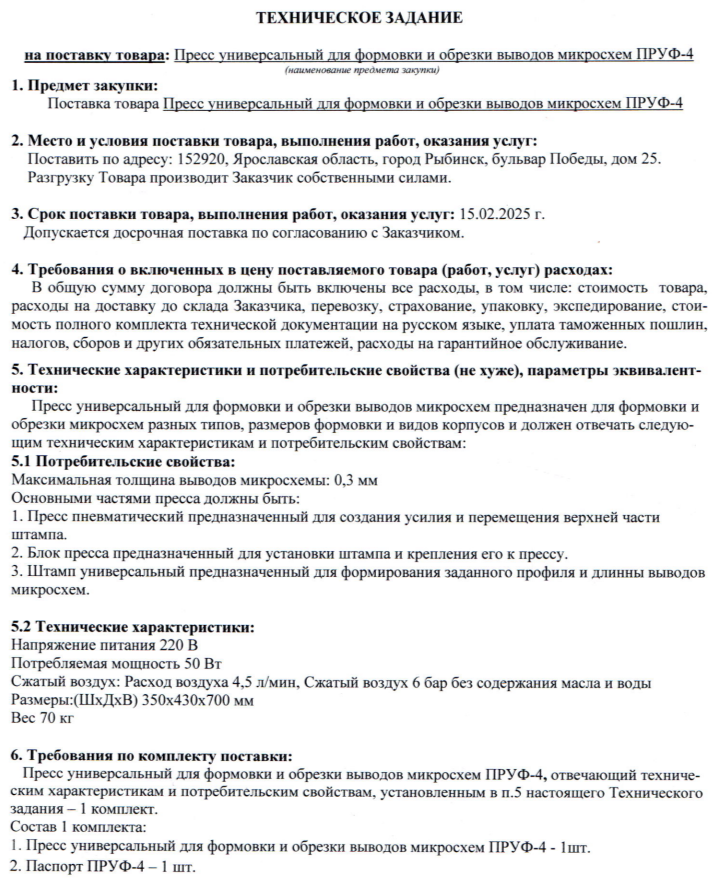 ТЕХНИЧЕСКОЕ ЗАДАНИЕ
на поставку товара: Пресс универсальный для формовки и обрезки выводов микросхем ПРУФ-4
(наименование предмета закупки)
1. Предмет закупки:
Поставка товара Пресс универсальный для формовки и обрезки выводов микросхем ПРУФ-4
2. Место и условия поставки товара, выполнения работ, оказания услуг:
Поставить по адресу: 152920, Ярославская область, город Рыбинск, бульвар Победы, дом 25.
Разгрузку Товара производит Заказчик собственными силами.
3. Срок поставки товара, выполнения работ, оказания услуг: 15.02.2025 г.
Допускается досрочная поставка по согласованию с Заказчиком.
4. Требования о включенных в цену поставляемого товара (работ, услуг) расходах:
В общую сумму договора должны быть включены все расходы, в том числе: стоимость товара,
расходы на доставку до склада Заказчика, перевозку, страхование, упаковку, экспедирование, стои-
мость полного комплекта технической документации на русском языке, уплата таможенных пошлин,
налогов, сборов и других обязательных платежей, расходы на гарантийное обслуживание.
5. Технические характеристики и потребительские свойства (не хуже), параметры эквивалент-
ности:
Пресс универсальный для формовки и обрезки выводов микросхем предназначен для формовки и
обрезки микросхем разных типов, размеров формовки и видов корпусов и должен отвечать следую-
щим техническим характеристикам и потребительским свойствам:
5.1 Потребительские свойства:
Максимальная толщина выводов микросхемы: 0,3 мм
Основными частями пресса должны быть:
1. Пресс пневматический предназначенный для создания усилия и перемещения верхней части
штампа.
2. Блок пресса предназначенный для установки штампа и крепления его к прессу.
3. Штамп универсальный предназначенный для формирования заданного профиля и длинны выводов
микросхем.
5.2 Технические характеристики:
Напряжение питания 220 В
Потребляемая мощность 50 Вт
Сжатый воздух: Расход воздуха 4,5 л/мин, Сжатый воздух 6 бар без содержания масла и воды
Размеры:(ШхДхВ) 350х430х700 мм
Вес 70 кг
6. Требования по комплекту поставки:
Пресс универсальный для формовки и обрезки выводов микросхем ПРУФ-4, отвечающий техниче-
ским характеристикам и потребительским свойствам, установленным в п.5 настоящего Технического
задания – 1 комплект.
Состав 1 комплекта:
1. Пресс универсальный для формовки и обрезки выводов микросхем ПРУФ-4 - 1шт.
2. Паспорт ПРУФ-4 – 1 шт.